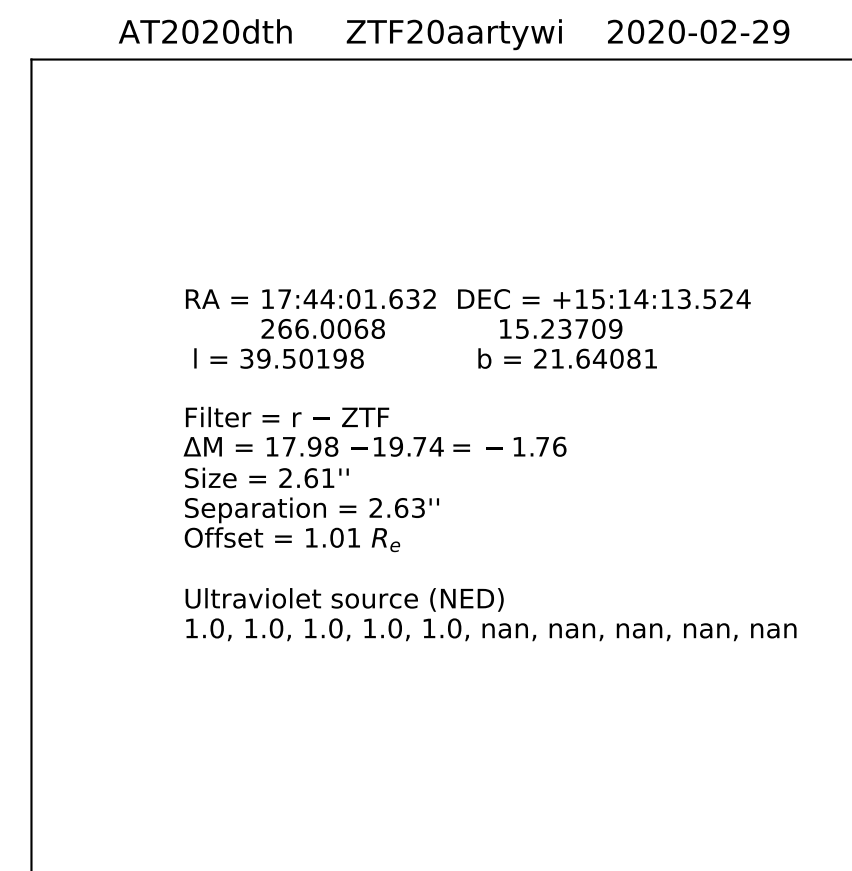 AT2020dth ZTF20aartywi 2020-02-29
RA = 17:44:01.632 DEC = +15:14:13.524
266.0068 15.23709
l = 39.50198 b = 21.64081
Filter = r − ZTF
ΔM = 17.98 −19.74 = − 1.76
Size = 2.61''
Separation = 2.63''
Offset = 1.01 Re
Ultraviolet source (NED)
1.0, 1.0, 1.0, 1.0, 1.0, nan, nan, nan, nan, nan